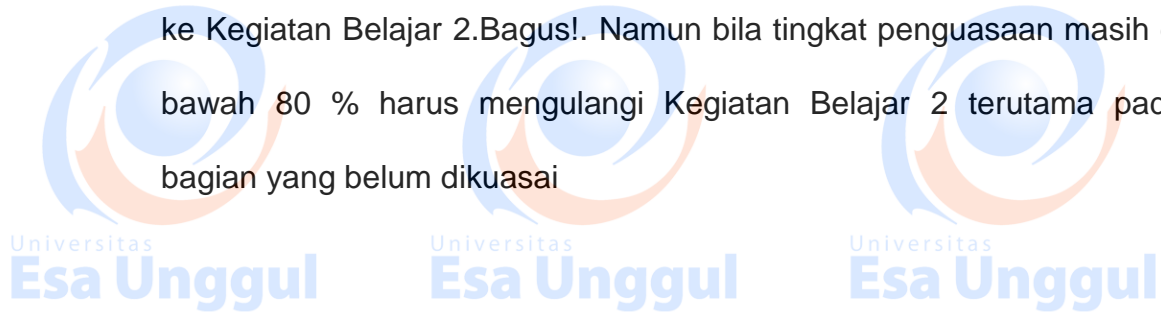 ke Kegiatan Belajar 2.Bagus!. Namun bila tingkat penguasaan masih
bawah 80 % harus mengulangi Kegiatan Belajar 2 terutama
bagian yang belum dikuasai
Universitas Universitas Universitas
Esa Unggul Esa Unggul Esa Unggul